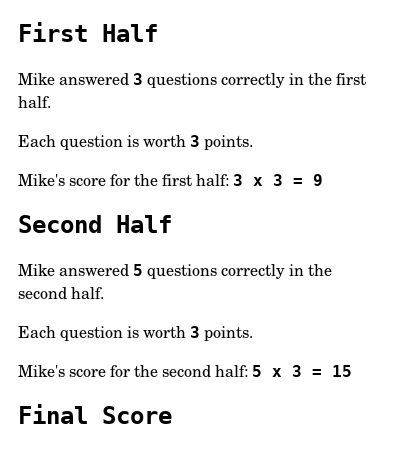 First Half
Mike answered 3 questions correctly in the first
half.
Each question is worth 3 points.
Mike's score for the first half: 3 x 3 = 9
Second Half
Mike answered 5 questions correctly in the
second half.
Each question is worth 3 points.
Mike's score for the second half: 5 x 3 = 15
Final Score